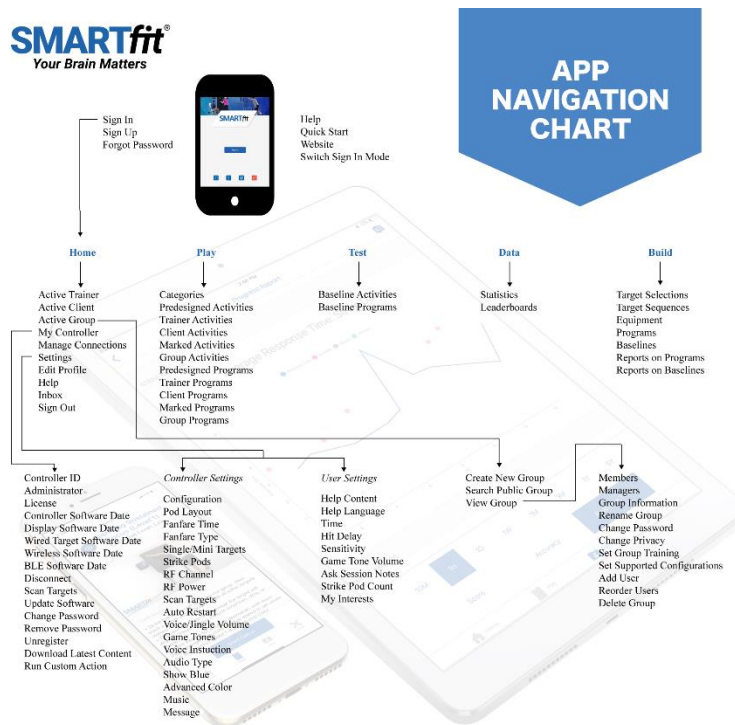 SMARTfit®
Your Brain Matters
APP
NAVIGATION
CHART
Sign In
Sign Up
Forgot Password
SMARTfit
Help
Quick Start
Website
Switch Sign In Mode
Home
Active Trainer
Active Client
Active Group
My Controller
Manage Connections
Settings
Edit Profile
Help
Inbox
Sign Out
Play
Categories
Predesigned Activities
Trainer Activities
Client Activities
Marked Activities
Group Activities
Predesigned Programs
Trainer Programs
Client Programs
Marked Programs
Group Programs
Test
Baseline Activities
Baseline Programs
Data
Statistics
Leaderboards
Build
Target Selections
Target Sequences
Equipment
Programs
Baselines
Reports on Programs
Reports on Baselines
Controller ID
Administrator
License
Controller Software Date
Display Software Date
Wired Target Software Date
Wireless Software Date
BLE Software Date
Disconnect
Scan Targets
Update Software
Change Password
Remove Password
Unregister
Download Latest Content
Run Custom Action
Controller Settings
Configuration
Pod Layout
Fanfare Time
Fanfare Type
Single/Mini Targets
Strike Pods
RF Channel
RF Power
Scan Targets
Auto Restart
Voice/Jingle Volume
Game Tones
Voice Instuction
Audio Type
Show Blue
Advanced Color
Music
Message
User Settings
Help Content
Help Language
Time
Hit Delay
Sensitivity
Game Tone Volume
Ask Session Notes
Strike Pod Count
My Interests
Create New Group
Search Public Group
View Group
Members
Managers
Group Information
Rename Group
Change Password
Change Privacy
Set Group Training
Set Supported Configurations
Add User
Reorder Users
Delete Group